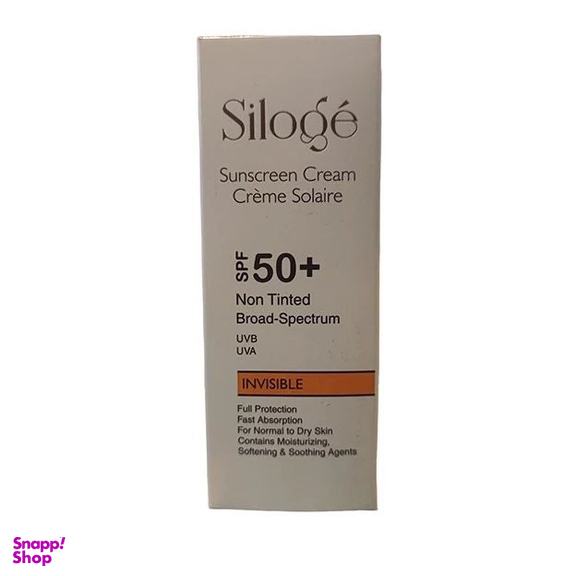 Silogé
Sunscreen Cream
Crème Solaire
SPF 50+
Non Tinted
Broad-Spectrum
UVB
UVA
INVISIBLE
Full Protection
Fast Absorption
For Normal to Dry Skin
Contains Moisturizing,
Softening & Soothing Agents
Snapp!
Shop